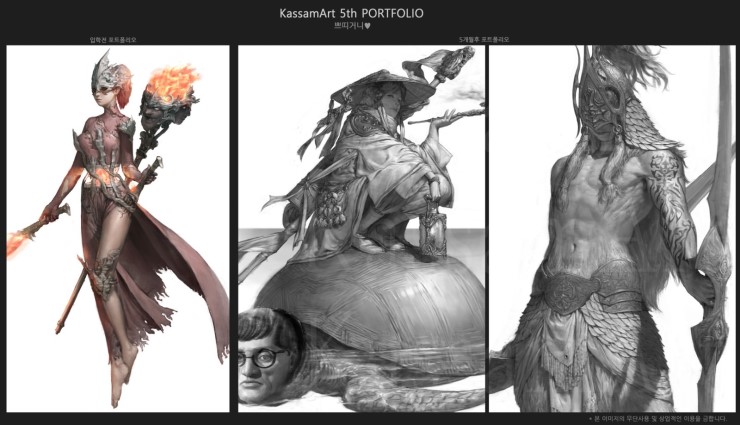 KassamArt 5th PORTFOLIO
쁘띠거니♥
입학전 포트폴리오
5개월후 포트폴리오
* 본 이미지의 무단사용 및 상업적인 이용을 금합니다.